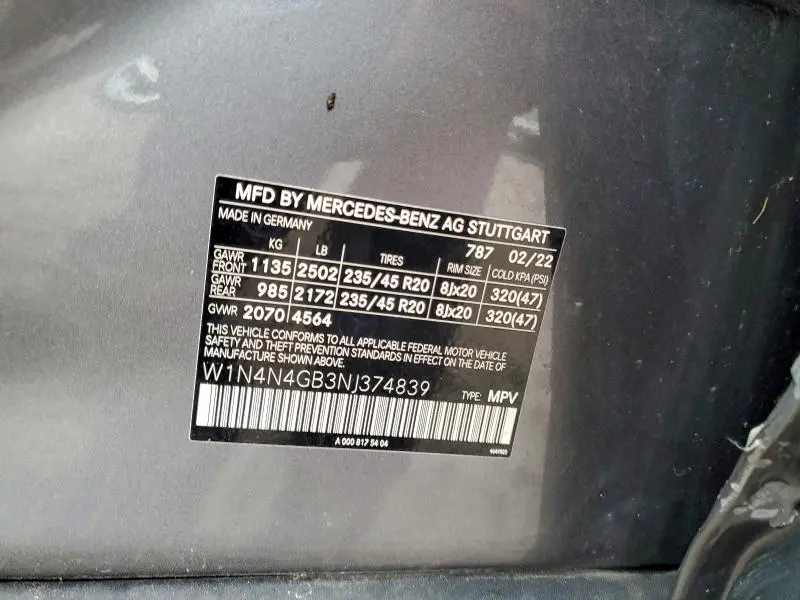 MFD BY MERCEDES-BENZ AG STUTTGART
MADE IN GERMANY 787 02/22
KG LB TIRES RIM SIZE COLD KPA (PSI)
GAWR FRONT 1135 2502 235/45 R20 8Jx20 320(47)
GAWR REAR 985 2172 235/45 R20 8Jx20 320(47)
GVWR 2070 4564
THIS VEHICLE CONFORMS TO ALL APPLICABLE FEDERAL MOTOR VEHICLE
SAFETY AND THEFT PREVENTION STANDARDS IN EFFECT ON THE DATE OF
MANUFACTURE SHOWN ABOVE.
W1N4N4GB3NJ374839 TYPE: MPV
A 000 817 54 04